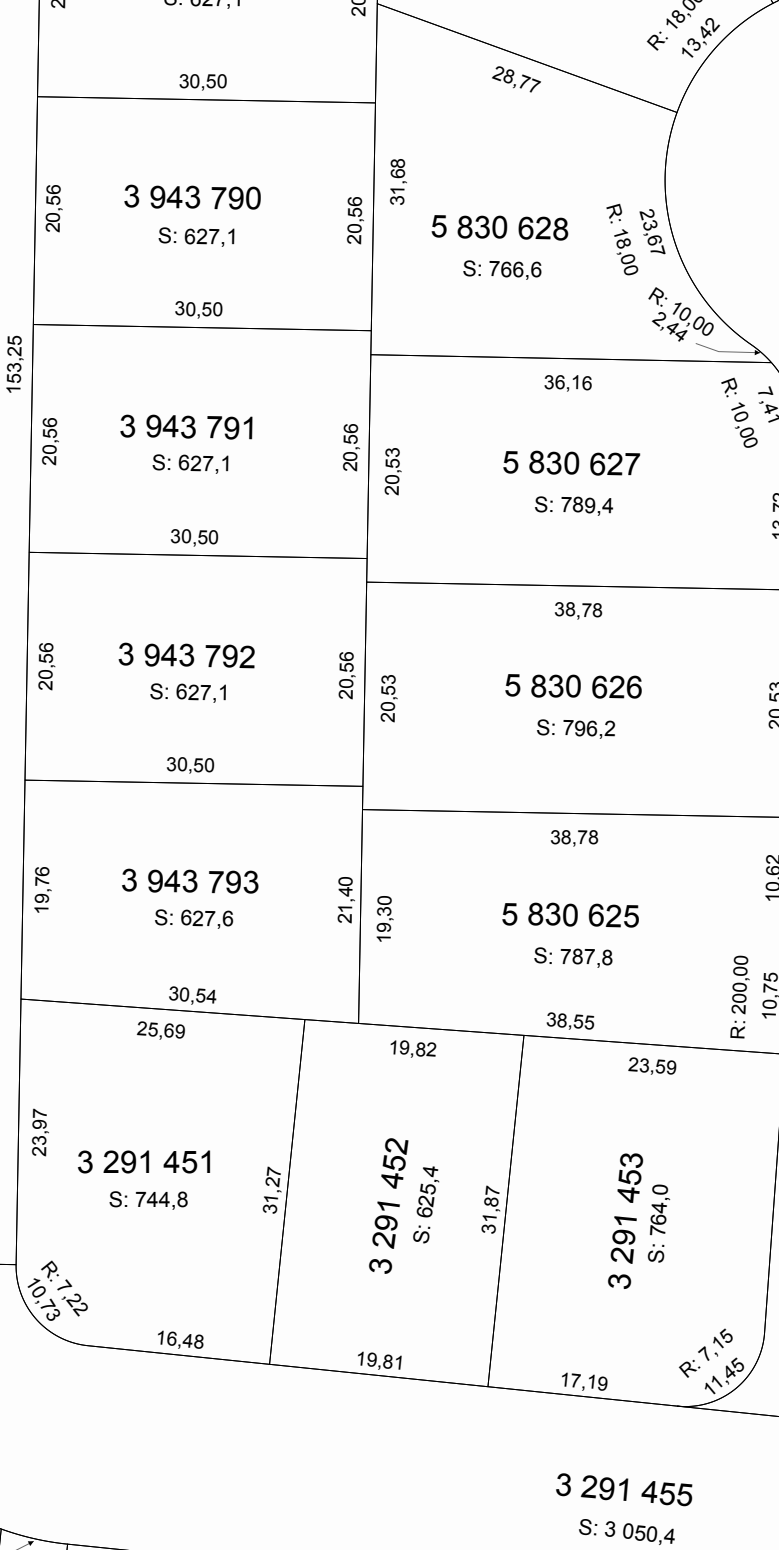 S: 627,1
R: 18,00
13,42
30,50
28,77
3 943 790
S: 627,1
20,56
20,56
31,68
5 830 628
S: 766,6
23,67
R: 18,00
30,50
R: 10,00
2,44
153,25
36,16
7,41
R: 10,00
3 943 791
S: 627,1
20,56
20,56
20,53
5 830 627
S: 789,4
30,50
38,78
3 943 792
S: 627,1
20,56
20,56
20,53
5 830 626
S: 796,2
20,53
30,50
38,78
3 943 793
S: 627,6
19,76
21,40
19,30
5 830 625
S: 787,8
10,62
R: 200,00
10,75
30,54
38,55
25,69
19,82
23,59
23,97
3 291 451
S: 744,8
31,27
3 291 452
S: 625,4
31,87
3 291 453
S: 764,0
R: 7,22
10,73
16,48
19,81
17,19
R: 7,15
11,45
3 291 455
S: 3 050,4